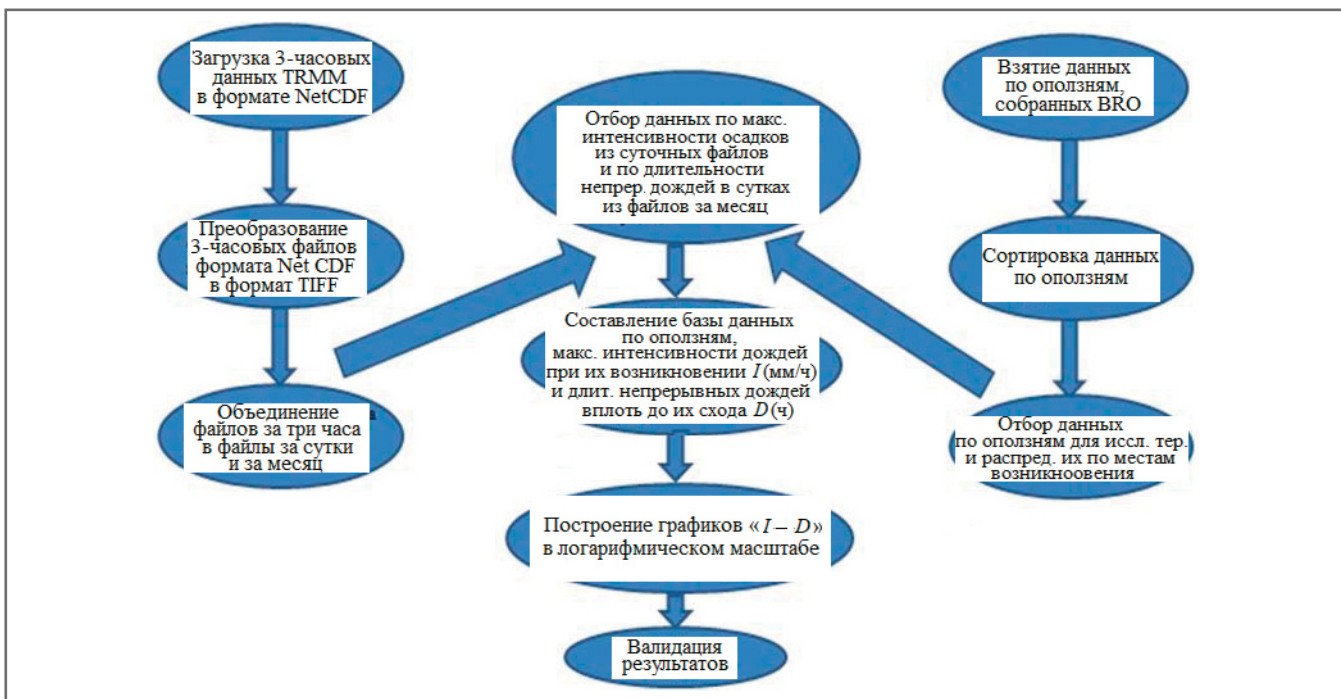 Загрузка 3-часовых
данных TRMM
в формате NetCDF
Преобразование
3-часовых файлов
формата Net CDF
в формат TIFF
Объединение
файлов за три часа
в файлы за сутки
и за месяц
Отбор данных по макс.
интенсивности осадков
из суточных файлов
и по длительности
непрер. дождей в сутках
из файлов за месяц
Составление базы данных
по оползням,
макс. интенсивности дождей
при их возникновении I (мм/ч)
и длит. непрерывных дождей
вплоть до их схода D (ч)
Построение графиков «I – D»
в логарифмическом масштабе
Валидация
результатов
Взятие данных
по оползням,
собранных BRO
Сортировка данных
по оползням
Отбор данных
по оползням для иссл. тер.
и распред. их по местам
возникноовения